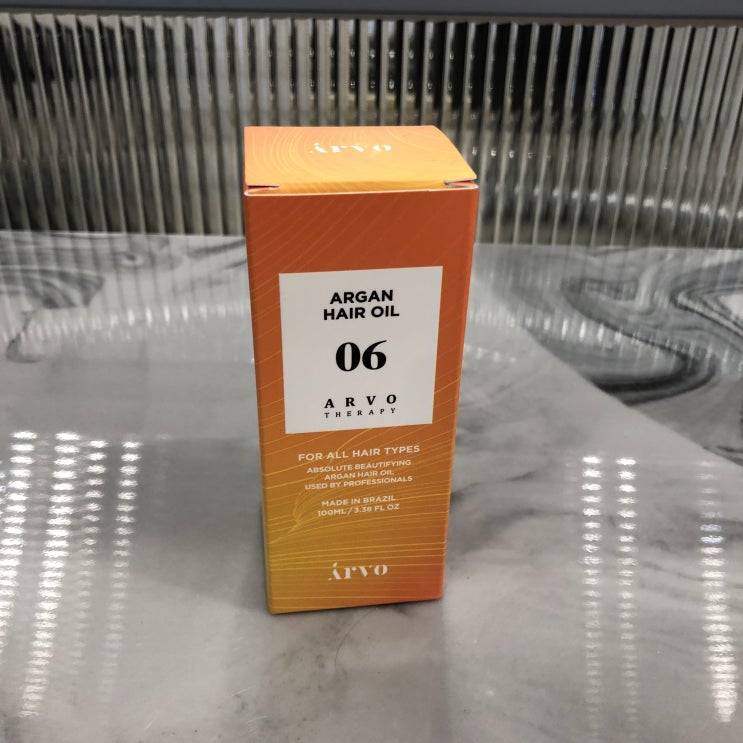 árvo
ARGAN
HAIR OIL
06
ARVO
THERAPY
FOR ALL HAIR TYPES
ABSOLUTE BEAUTIFYING
ARGAN HAIR OIL
USED BY PROFESSIONALS
MADE IN BRAZIL
100ML / 3.38 FL OZ
árvo